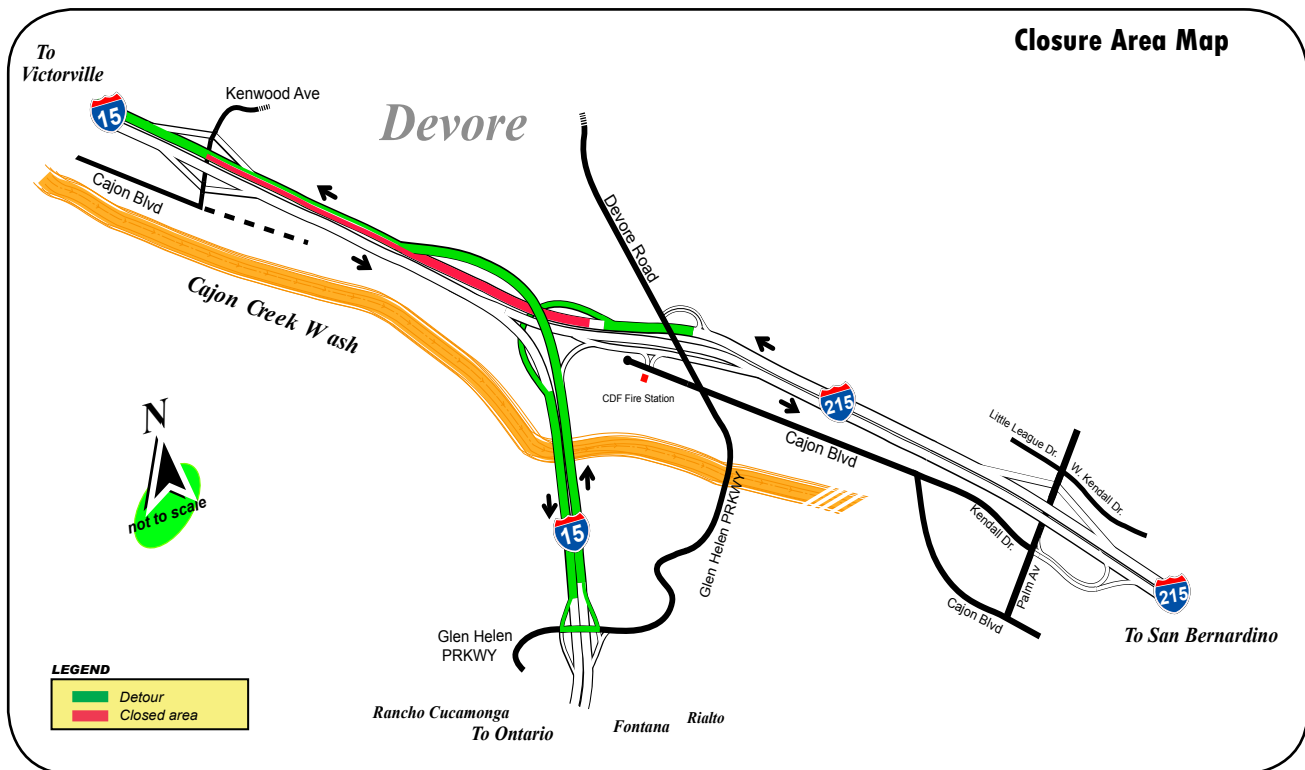 Closure Area Map
To
Victorville
15
Kenwood Ave
Devore
Cajon Blvd
Devore Road
Cajon Creek Wash
CDF Fire Station
215
Cajon Blvd
Little League Dr.
W. Kendall Dr.
N
not to scale
15
Glen Helen PRKWY
Kendall Dr.
Palm Av
Cajon Blvd
215
To San Bernardino
Glen Helen
PRKWY
LEGEND
Detour
Closed area
Rancho Cucamonga
To Ontario
Fontana
Rialto